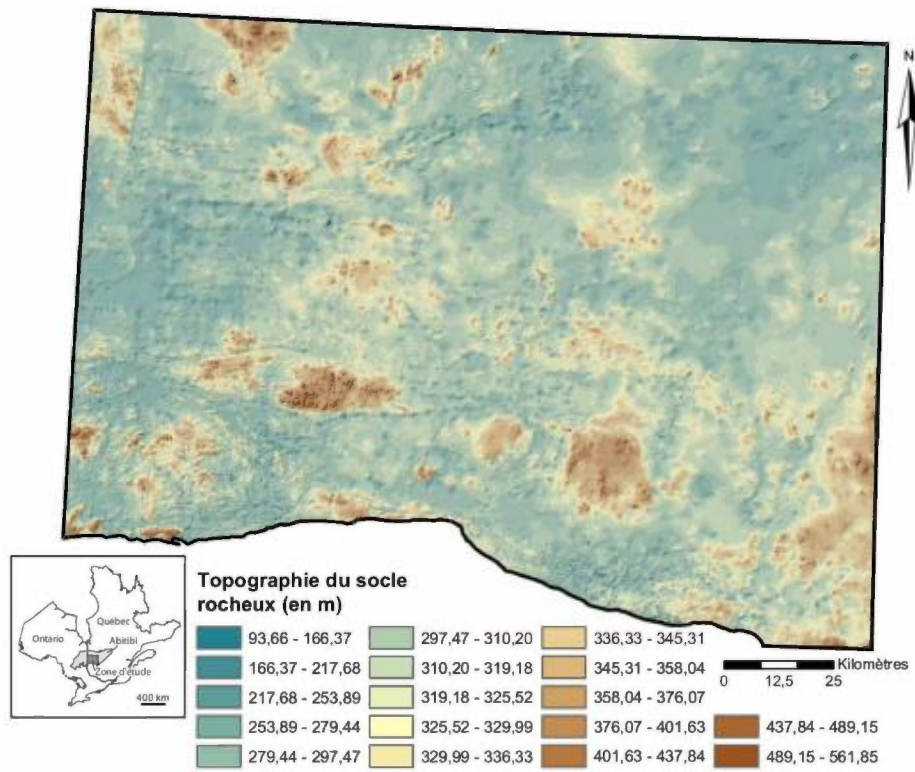 N
Topographie du socle
rocheux (en m)
93,66 - 166,37
166,37 - 217,68
217,68 - 253,89
253,89 - 279,44
279,44 - 297,47
297,47 - 310,20
310,20 - 319,18
319,18 - 325,52
325,52 - 329,99
329,99 - 336,33
336,33 - 345,31
345,31 - 358,04
358,04 - 376,07
376,07 - 401,63
401,63 - 437,84
437,84 - 489,15
489,15 - 561,85
Kilomètres
0 12,5 25
Québec
Ontario
Abitibi
Zone d'étude
400 km